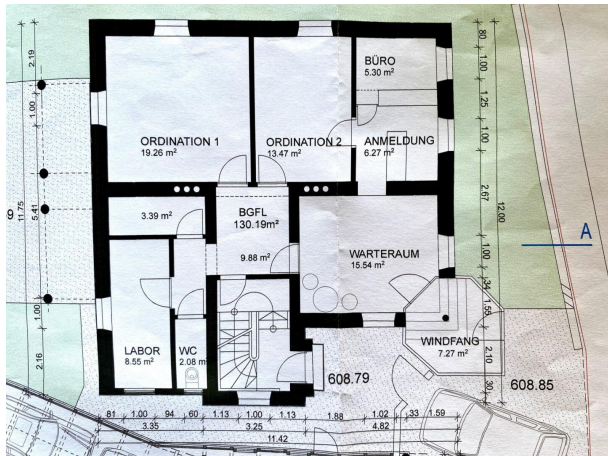 BÜRO
5.30 m²
ORDINATION 1
19.26 m²
ORDINATION 2
13.47 m²
ANMELDUNG
6.27 m²
3.39 m²
BGFL
130.19m²
9.88 m²
WARTERAUM
15.54 m²
LABOR
8.55 m²
WC
2.08 m²
WINDFANG
7.27 m²
608.79
608.85
A
2.19
1.00
5.41
11.75
9
1.00
2.16
80
1.00
1.25
1.00
2.67
12.00
1.00
34
1.55
2.10
30
81 1.00 94 60 1.13 1.00 1.13 1.88 1.02 33 1.59
3.35 3.25 4.82
11.42